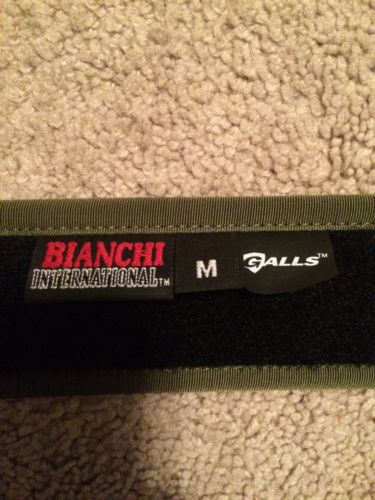 BIANCHI
INTERNATIONAL™
M
GALLS™